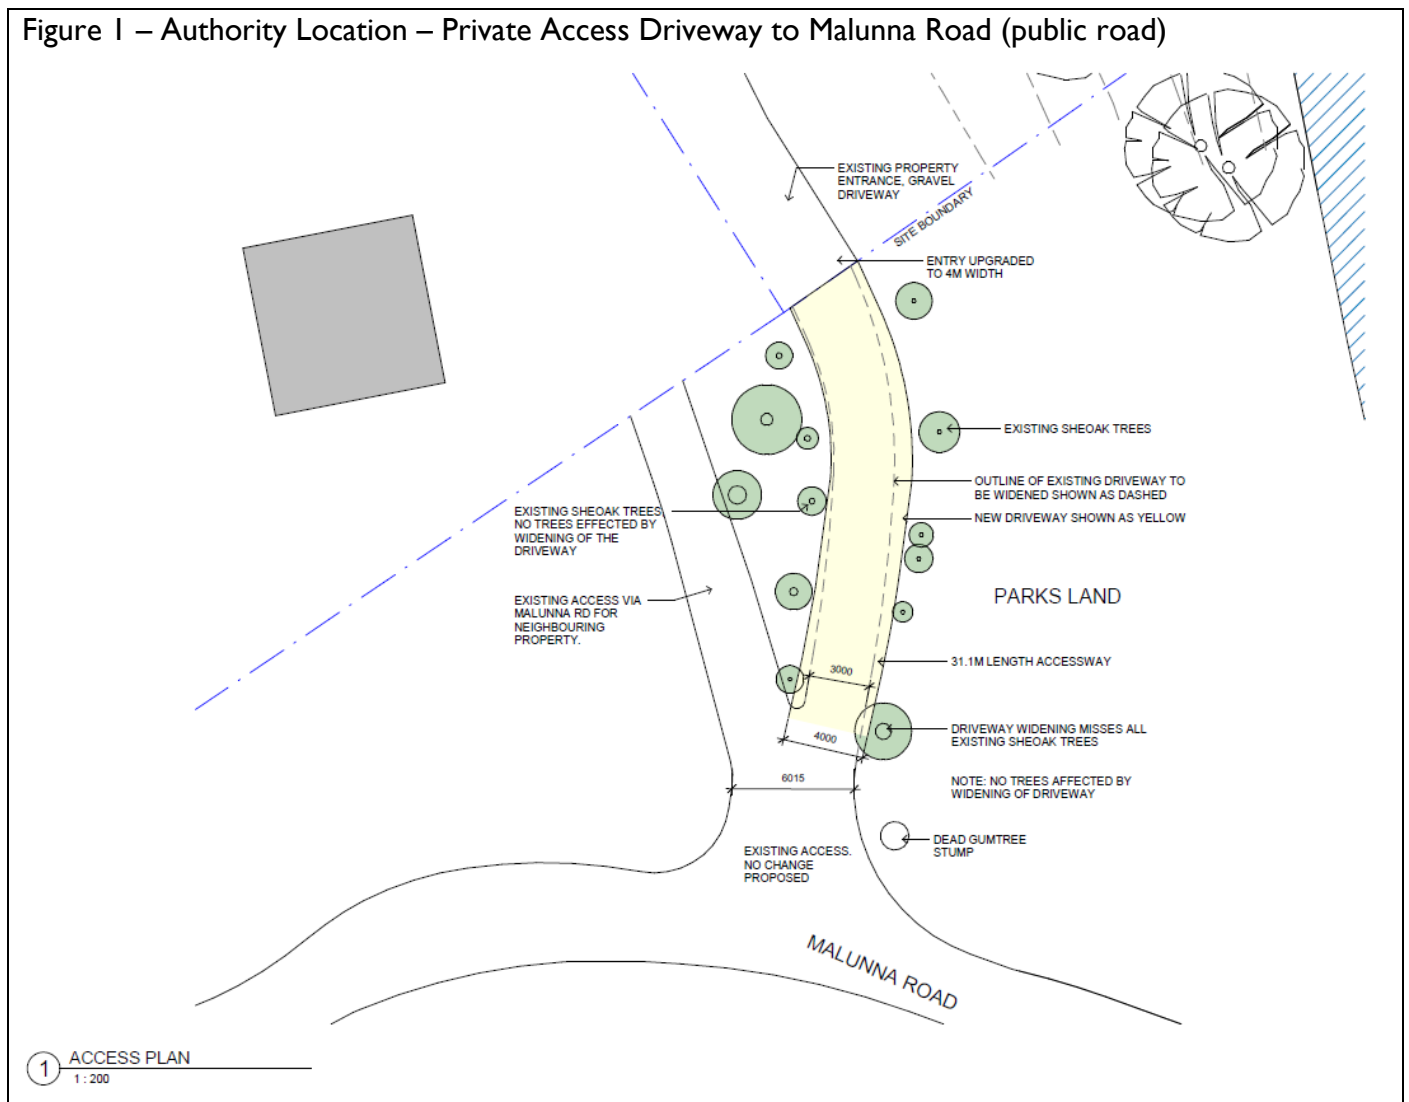 Figure 1 – Authority Location – Private Access Driveway to Malunna Road (public road)
EXISTING PROPERTY
ENTRANCE, GRAVEL
DRIVEWAY
SITE BOUNDARY
ENTRY UPGRADED
TO 4M WIDTH
EXISTING SHEOAK TREES
OUTLINE OF EXISTING DRIVEWAY TO
BE WIDENED SHOWN AS DASHED
NEW DRIVEWAY SHOWN AS YELLOW
EXISTING SHEOAK TREES,
NO TREES EFFECTED BY
WIDENING OF THE
DRIVEWAY
EXISTING ACCESS VIA
MALUNNA RD FOR
NEIGHBOURING
PROPERTY.
PARKS LAND
31.1M LENGTH ACCESSWAY
3000
DRIVEWAY WIDENING MISSES ALL
EXISTING SHEOAK TREES
4000
NOTE: NO TREES AFFECTED BY
WIDENING OF DRIVEWAY
6015
DEAD GUMTREE
STUMP
EXISTING ACCESS.
NO CHANGE
PROPOSED
MALUNNA ROAD
1 ACCESS PLAN
1 : 200